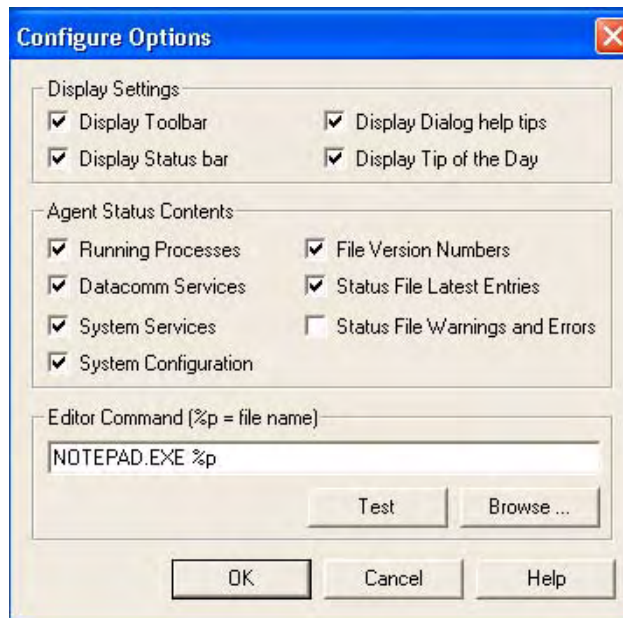 Configure Options
Display Settings
Display Toolbar
Display Dialog help tips
Display Status bar
Display Tip of the Day
Agent Status Contents
Running Processes
File Version Numbers
Datacomm Services
Status File Latest Entries
System Services
Status File Warnings and Errors
System Configuration
Editor Command (%p = file name)
NOTEPAD.EXE %p
Test
Browse ...
OK
Cancel
Help